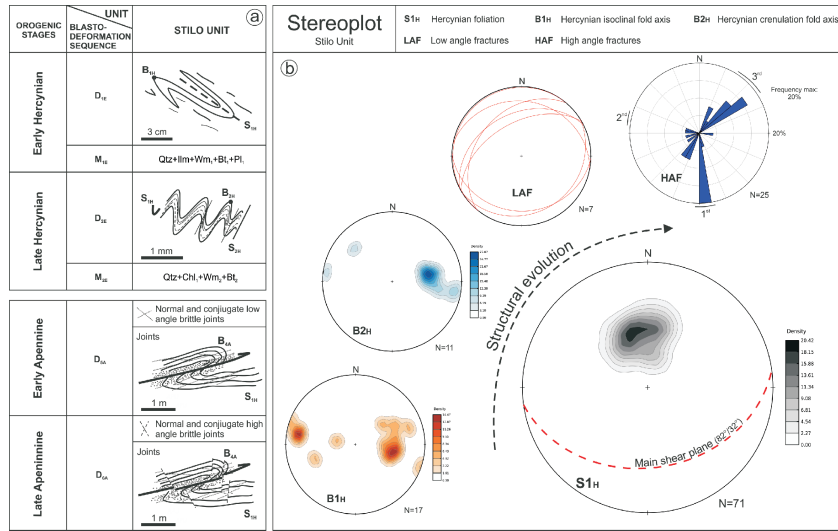 UNIT
OROGENIC STAGES
BLASTO-DEFORMATION SEQUENCE
STILO UNIT
a
Early Hercynian
D1E
B1H
S1H
3 cm
M1E
Qtz+Ilm+Wm1+Bt1+Pl1
Late Hercynian
D2E
S1H
B2H
S2H
1 mm
M2E
Qtz+Chl1+Wm2+Bt2
Early Apennine
Normal and conjugate low angle brittle joints
D5A
Joints
B4A
S1H
1 m
Late Apeninnine
Normal and conjugate high angle brittle joints
D6A
Joints
B4A
S1H
1 m
Stereoplot
Stilo Unit
S1H Hercynian foliation
B1H Hercynian isoclinal fold axis
B2H Hercynian crenulation fold axis
LAF Low angle fractures
HAF High angle fractures
b
N
LAF
N=7
N
3rd
2nd
1st
Frequency max: 20%
20%
HAF
N=25
N
B2H
N=11
Density
Structural evolution
N
B1H
N=17
Density
N
Main shear plane (82°/32°)
S1H
N=71
Density
20.42
18.15
15.88
13.61
11.34
9.08
6.81
4.54
2.27
0.00